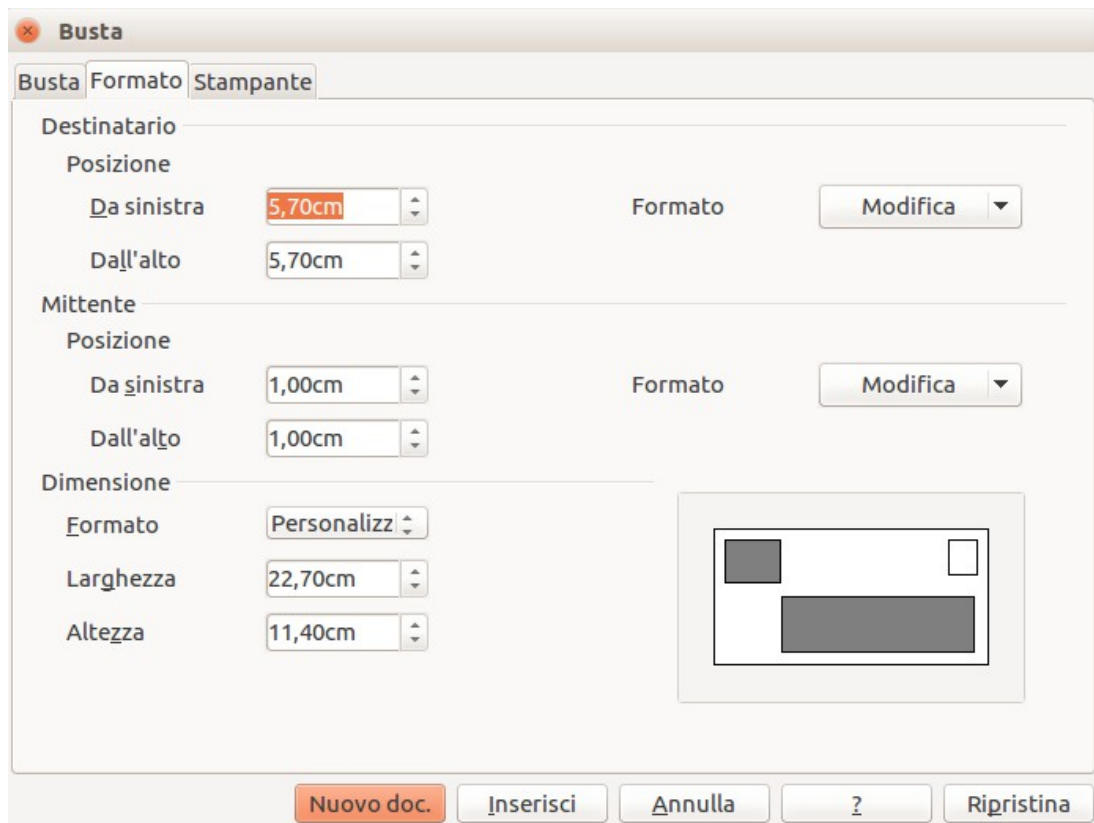 Busta
Busta Formato Stampante
Destinatario
Posizione
Da sinistra 5,70cm Formato Modifica
Dall'alto 5,70cm
Mittente
Posizione
Da sinistra 1,00cm Formato Modifica
Dall'alto 1,00cm
Dimensione
Formato Personalizz
Larghezza 22,70cm
Altezza 11,40cm
Nuovo doc. Inserisci Annulla ? Ripristina